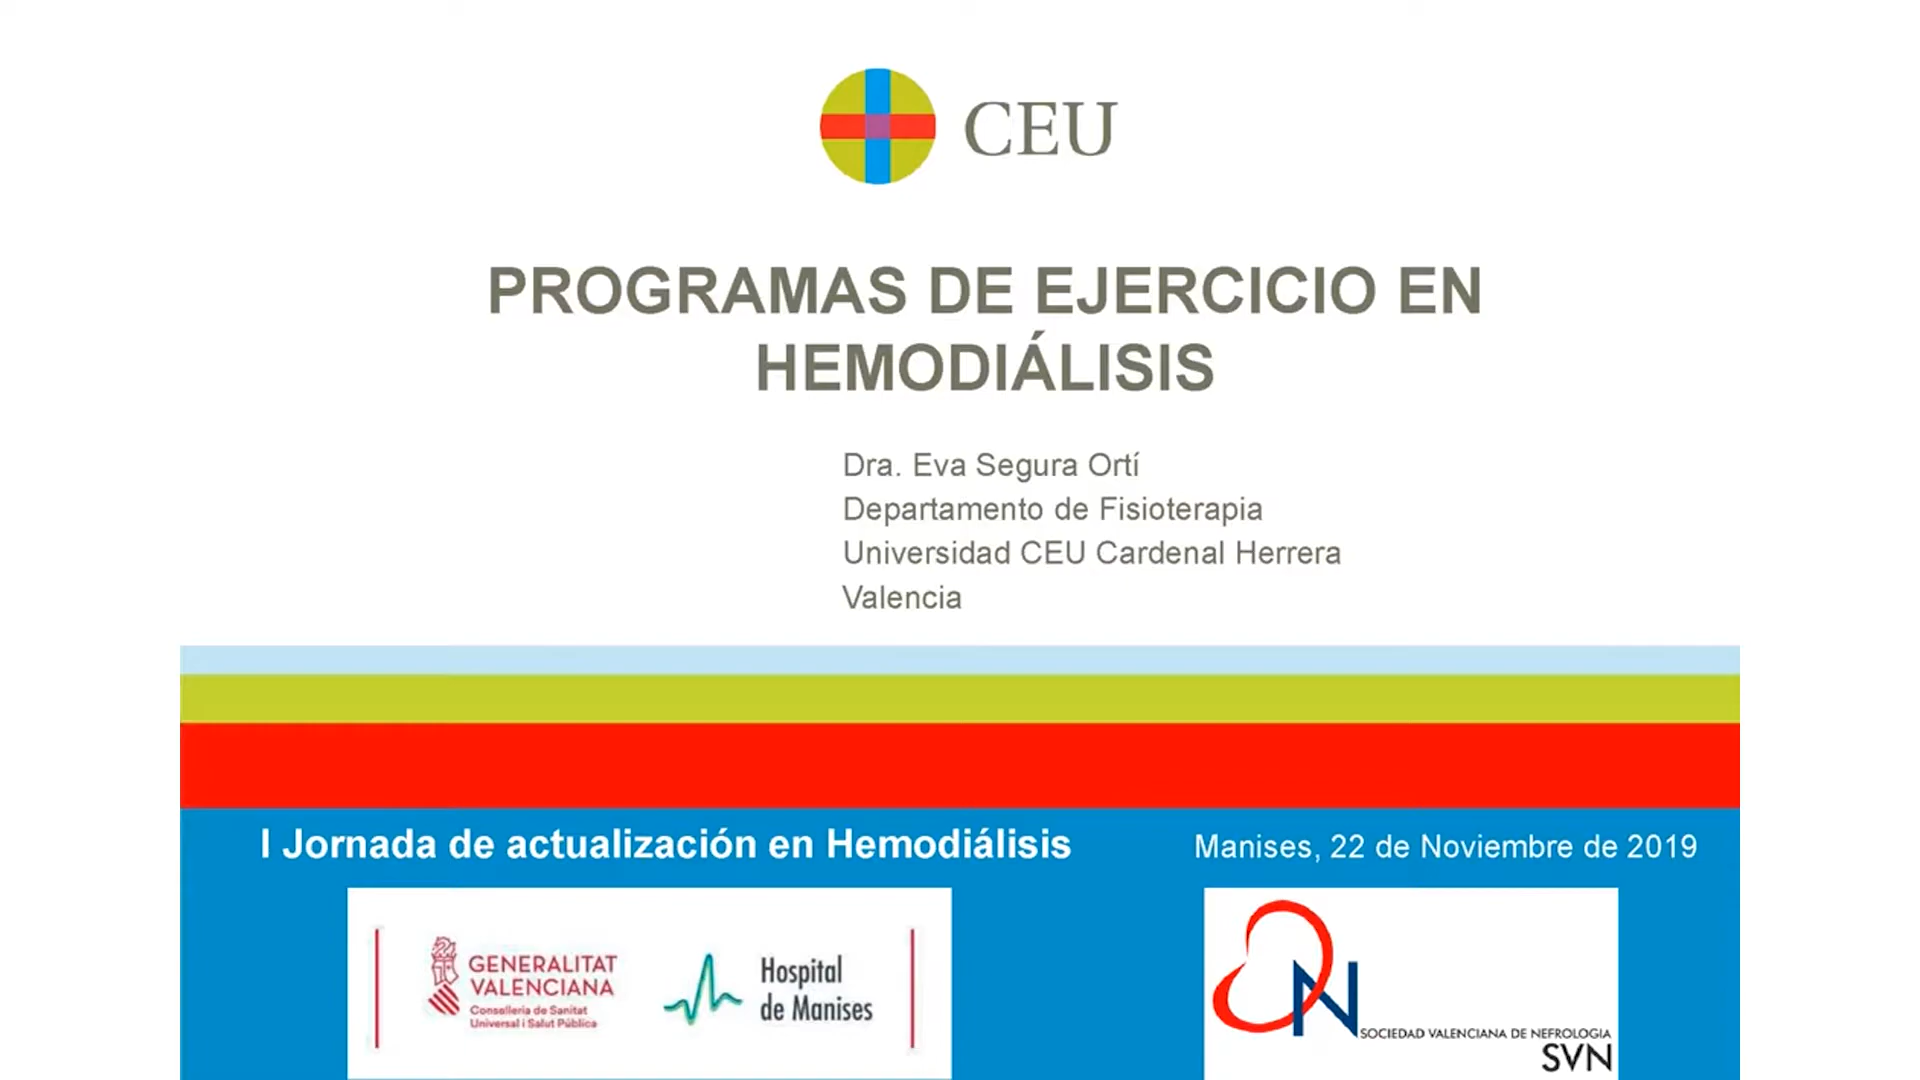 CEU
PROGRAMAS DE EJERCICIO EN
HEMODIÁLISIS
Dra. Eva Segura Ortí
Departamento de Fisioterapia
Universidad CEU Cardenal Herrera
Valencia
I Jornada de actualización en Hemodiálisis
Manises, 22 de Noviembre de 2019
GENERALITAT
VALENCIANA
Conselleria de Sanitat
Universal i Salut Pública
Hospital
de Manises
N
SOCIEDAD VALENCIANA DE NEFROLOGIA
SVN